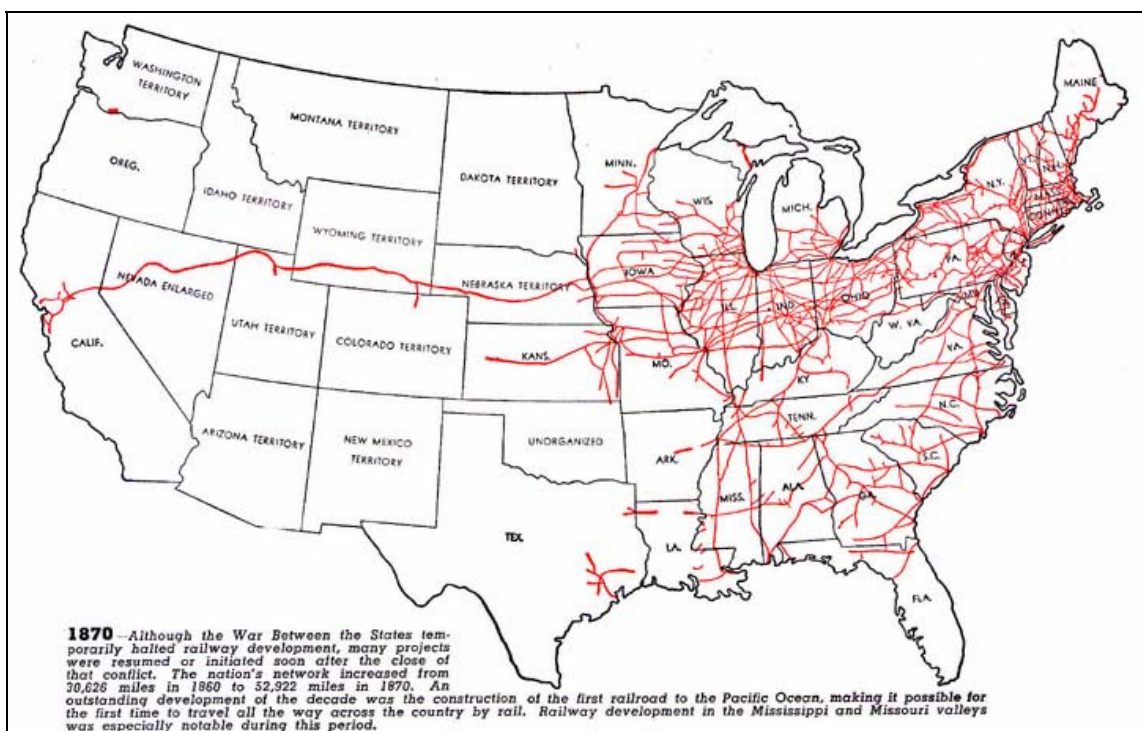 WASHINGTON
TERRITORY
MONTANA TERRITORY
OREG.
IDAHO TERRITORY
WYOMING TERRITORY
DAKOTA TERRITORY
MINN.
WIS.
MICH.
MAINE
VT.
N.H.
N.Y.
MASS.
CONN.
NEVADA ENLARGED
NEBRASKA TERRITORY
IOWA
ILL.
IND.
OHIO
PA.
MD.
W. VA.
VA.
CALIF.
UTAH TERRITORY
COLORADO TERRITORY
KANS.
MO.
KY
TENN.
N.C.
ARIZONA TERRITORY
NEW MEXICO
TERRITORY
UNORGANIZED
ARK.
MISS.
ALA.
GA.
S.C.
TEX.
LA.
FLA.
1870—Although the War Between the States tem-
porarily halted railway development, many projects
were resumed or initiated soon after the close of
that conflict. The nation's network increased from
30,626 miles in 1860 to 52,922 miles in 1870. An
outstanding development of the decade was the construction of the first railroad to the Pacific Ocean, making it possible for
the first time to travel all the way across the country by rail. Railway development in the Mississippi and Missouri valleys
was especially notable during this period.